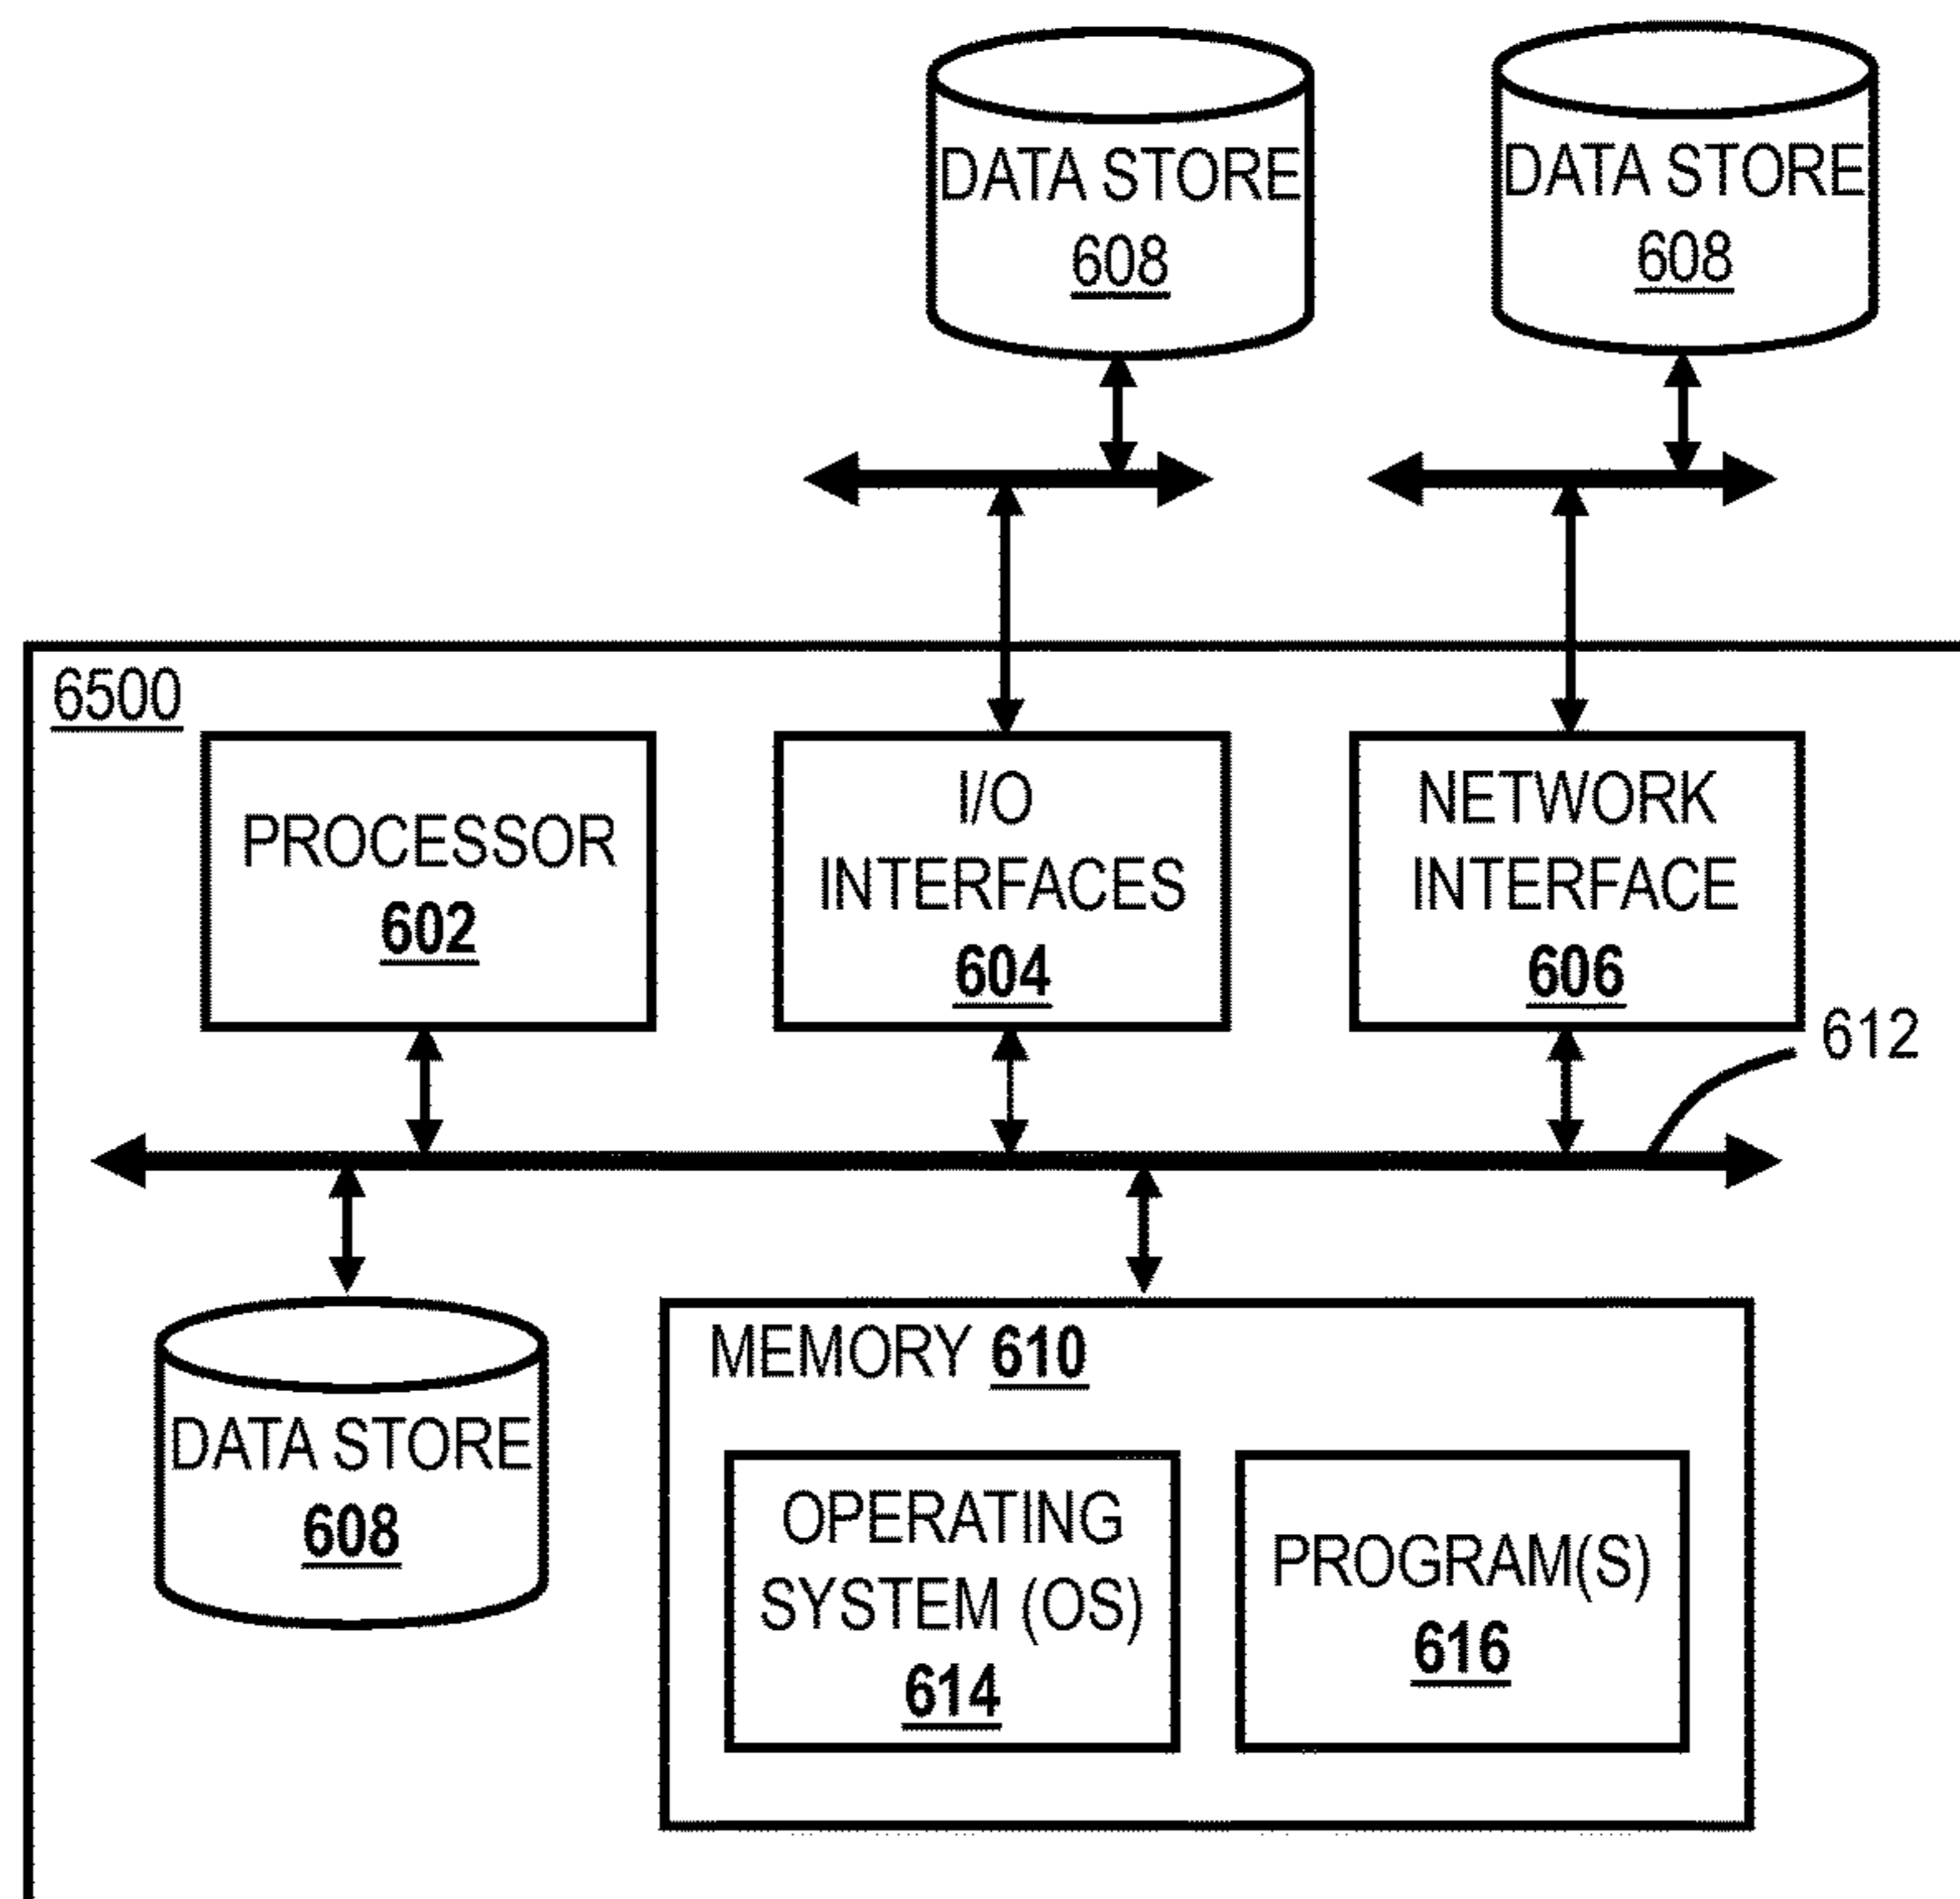 DATA STORE
608
DATA STORE
608
6500
PROCESSOR
602
I/O
INTERFACES
604
NETWORK
INTERFACE
606
612
DATA STORE
608
MEMORY 610
OPERATING
SYSTEM (OS)
614
PROGRAM(S)
616